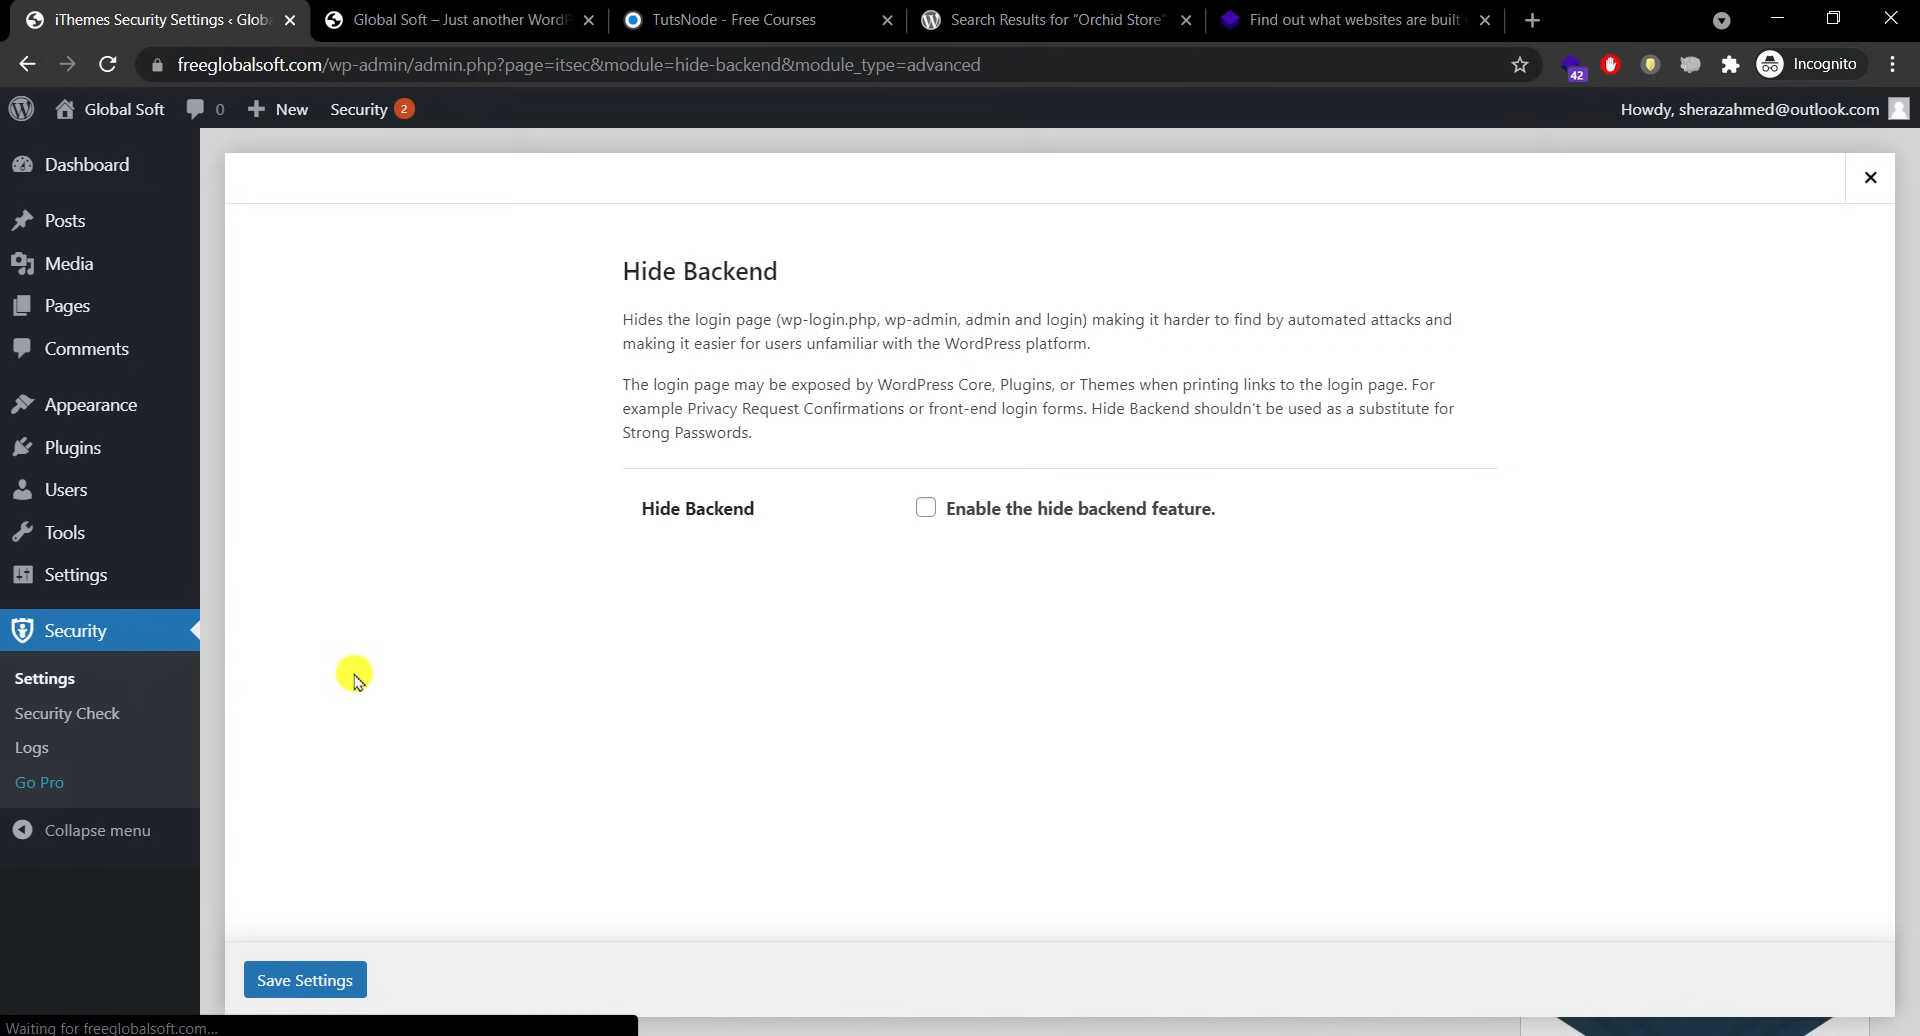 iThemes Security Settings ‹ Globa
Global Soft – Just another WordP
TutsNode - Free Courses
Search Results for “Orchid Store”
Find out what websites are built
freeglobalsoft.com/wp-admin/admin.php?page=itsec&module=hide-backend&module_type=advanced
42
Incognito
Global Soft
0
New
Security 2
Howdy, sherazahmed@outlook.com
Dashboard
Posts
Media
Pages
Comments
Appearance
Plugins
Users
Tools
Settings
Security
Settings
Security Check
Logs
Go Pro
Collapse menu
Hide Backend
Hides the login page (wp-login.php, wp-admin, admin and login) making it harder to find by automated attacks and
making it easier for users unfamiliar with the WordPress platform.
The login page may be exposed by WordPress Core, Plugins, or Themes when printing links to the login page. For
example Privacy Request Confirmations or front-end login forms. Hide Backend shouldn't be used as a substitute for
Strong Passwords.
Hide Backend
Enable the hide backend feature.
Save Settings
Waiting for freeglobalsoft.com...